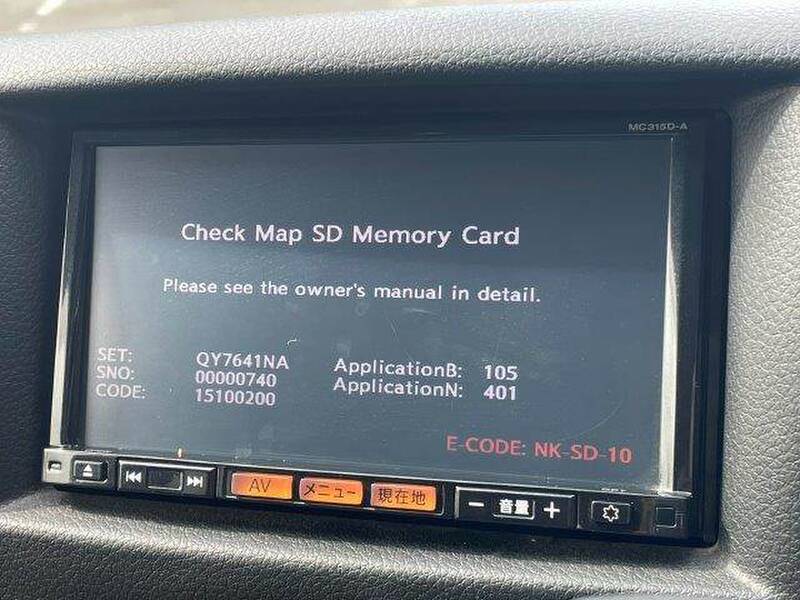 MC315D-A
Check Map SD Memory Card
Please see the owner's manual in detail.
SET: QY7641NA ApplicationB: 105
SNO: 00000740 ApplicationN: 401
CODE: 15100200
E-CODE: NK-SD-10
AV メニュー 現在地 − 音量 +